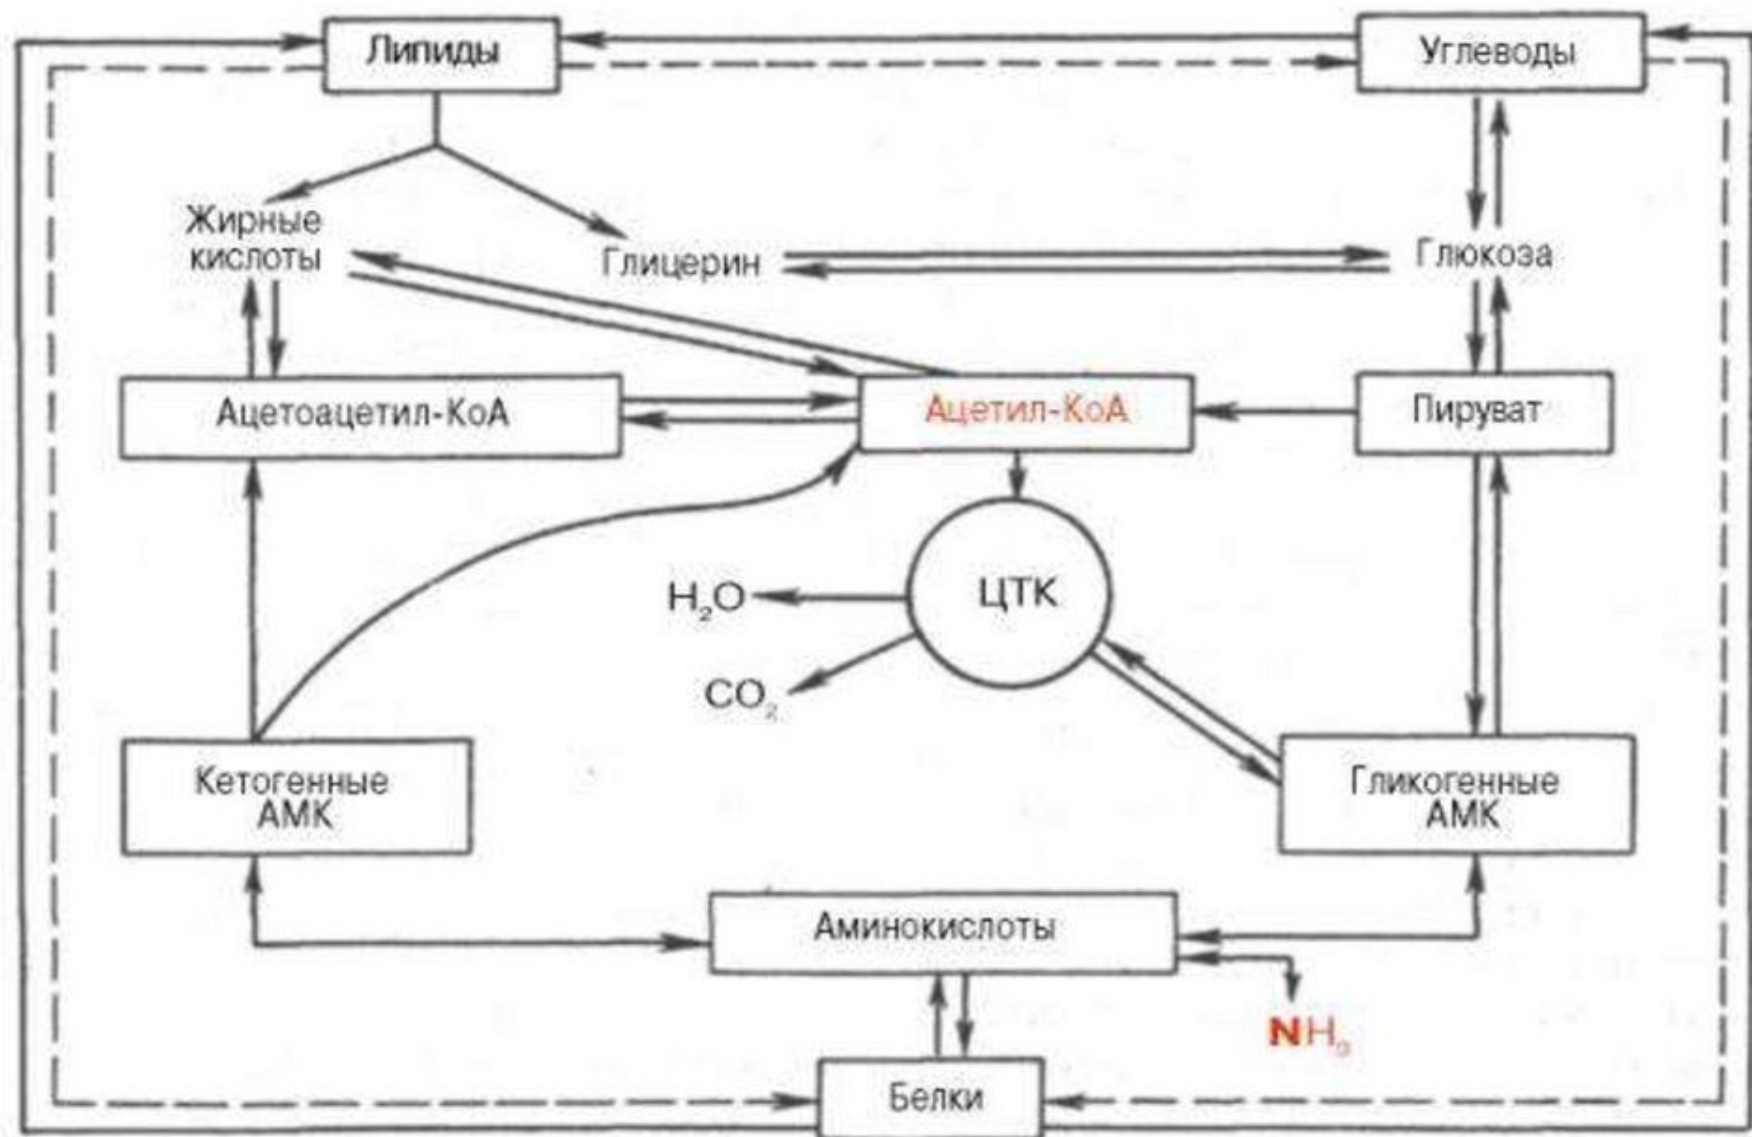 Липиды
Углеводы
Жирные
кислоты
Глицерин
Глюкоза
Ацетоацетил-КоА
Ацетил-КоА
Пируват
H₂O
ЦТК
CO₂
Кетогенные
АМК
Гликогенные
АМК
Аминокислоты
NH₃
Белки